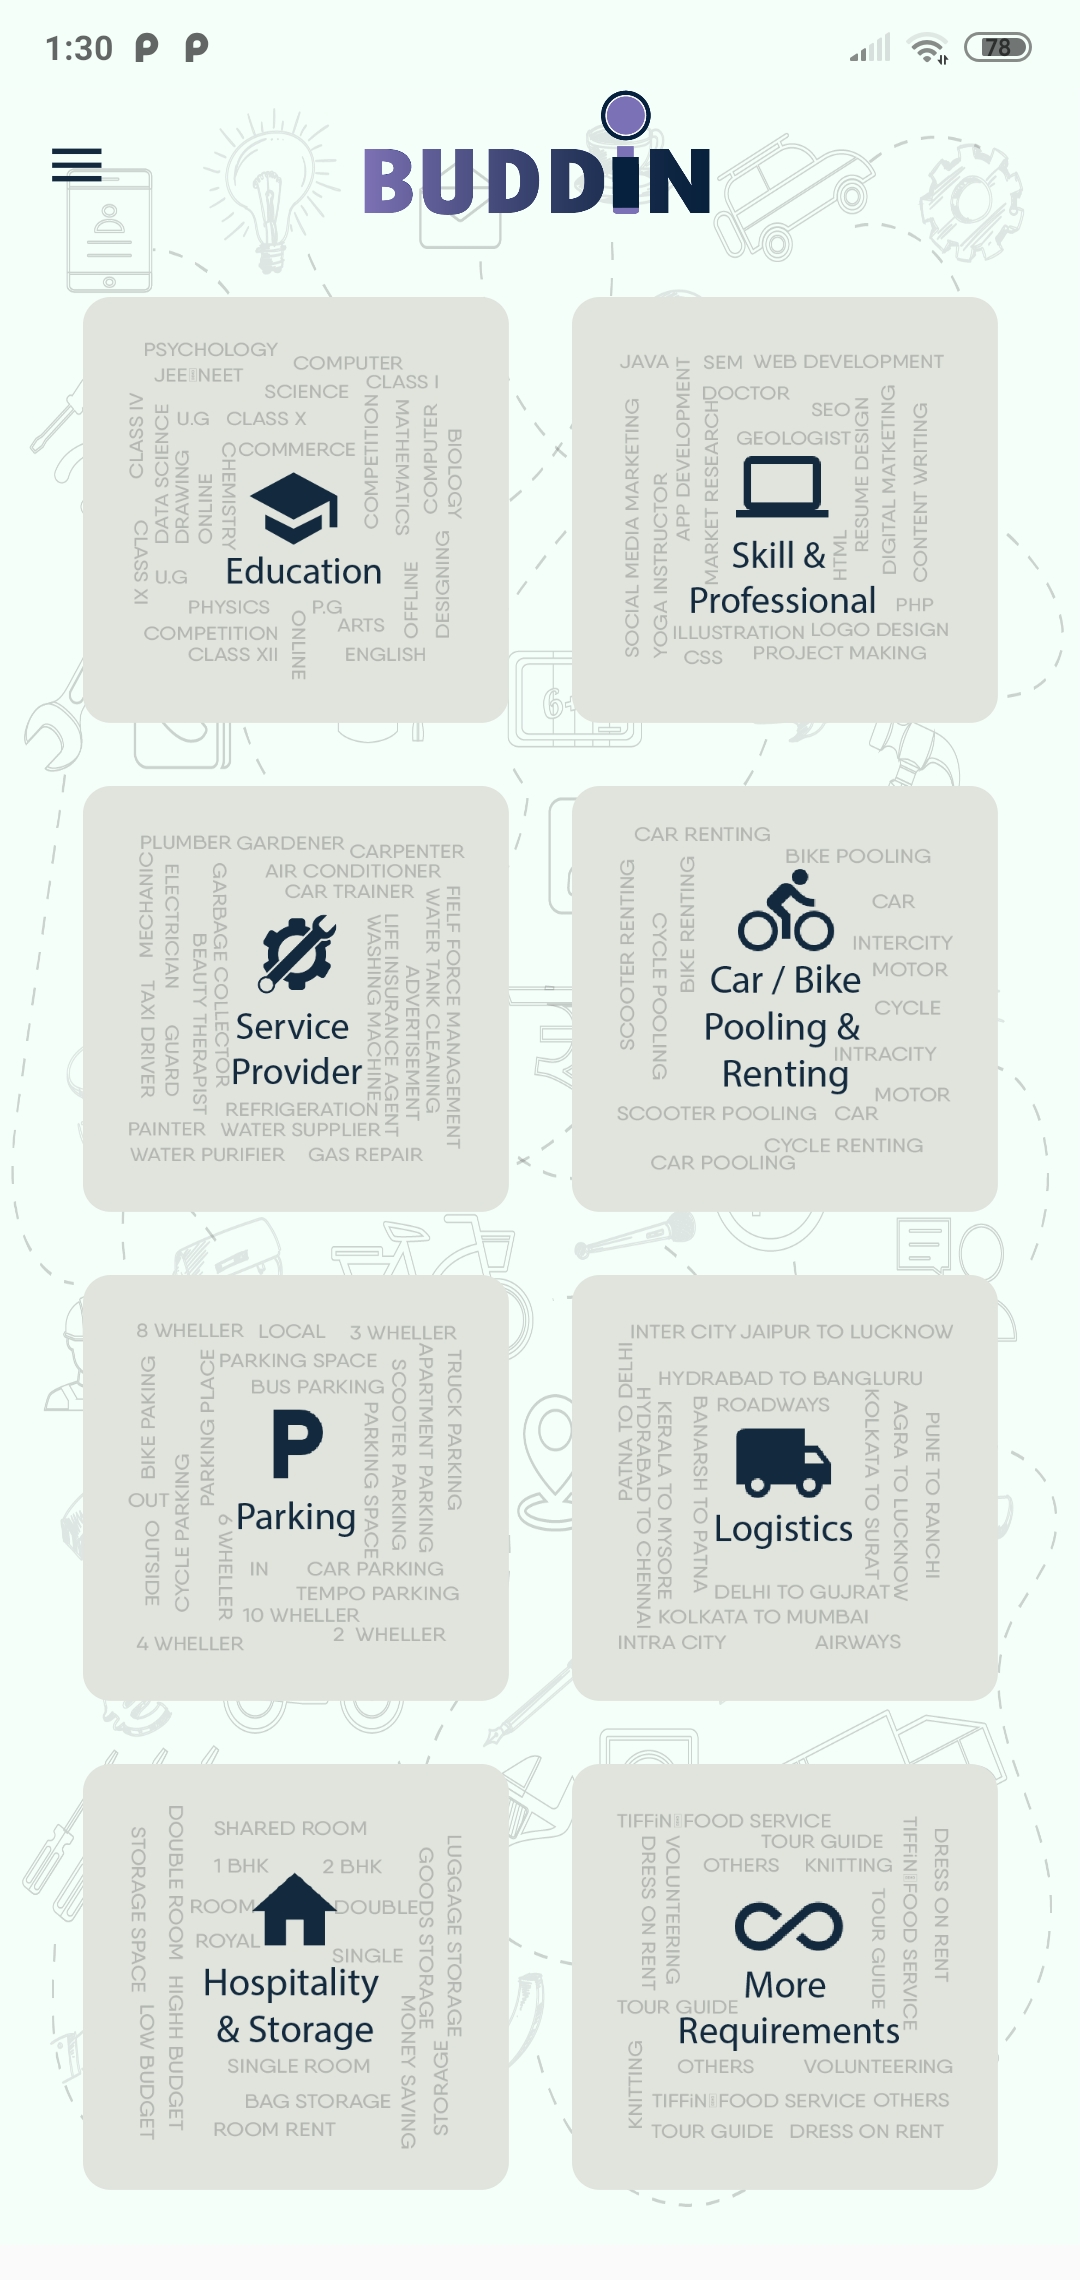 1:30
78
BUDDiN
PSYCHOLOGY
COMPUTER
JEE NEET
CLASS I
SCIENCE
CLASS IV
DATA SCIENCE
U.G
CLASS X
COMPETITION
MATHEMATICS
COMPUTER
BIOLOGY
COMMERCE
CHEMISTRY
DRAWING
ONLINE
Education
CLASS IX
U.G
OFFLINE
DESIGNING
PHYSICS
P.G
ONLINE
ARTS
COMPETITION
CLASS XII
ENGLISH
JAVA
APP DEVELOPMENT
SEM
WEB DEVELOPMENT
DOCTOR
SEO
SOCIAL MEDIA MARKETING
MARKET RESEARCH
GEOLOGIST
RESUME DESIGN
DIGITAL MATKETING
CONTENT WRITING
YOGA INSTRUCTOR
HTML
Skill &
Professional
PHP
ILLUSTRATION
LOGO DESIGN
CSS
PROJECT MAKING
PLUMBER
GARDENER
CARPENTER
MECHANIC
ELECTRICIAN
GARBAGE COLLECTOR
AIR CONDITIONER
CAR TRAINER
WATER TANK CLEANING
FIELF FORCE MANAGEMENT
WASHING MACHINE
LIFE INSURANCE AGENT
BEAUTY THERAPIST
ADVERTISEMENT
TAXI DRIVER
GUARD
Service
Provider
REFRIGERATION
PAINTER
WATER SUPPLIER
WATER PURIFIER
GAS REPAIR
CAR RENTING
BIKE POOLING
SCOOTER RENTING
CYCLE POOLING
BIKE RENTING
CAR
INTERCITY
MOTOR
Car / Bike
Pooling &
Renting
CYCLE
INTRACITY
MOTOR
SCOOTER POOLING
CAR
CYCLE RENTING
CAR POOLING
8 WHELLER
LOCAL
3 WHELLER
BIKE PAKING
PARKING PLACE
PARKING SPACE
BUS PARKING
SCOOTER PARKING
APARTMENT PARKING
TRUCK PARKING
PARKING SPACE
OUT
CYCLE PARKING
Parking
OUTSIDE
6 WHELLER
IN
CAR PARKING
TEMPO PARKING
10 WHELLER
2 WHELLER
4 WHELLER
INTER CITY
JAIPUR TO LUCKNOW
PATNA TO DELHI
HYDRABAD TO BANGLURU
HYDRABAD TO CHENNAI
KERALA TO MYSORE
BANARSH TO PATNA
ROADWAYS
KOLKATA TO SURAT
AGRA TO LUCKNOW
PUNE TO RANCHI
Logistics
DELHI TO GUJRAT
KOLKATA TO MUMBAI
INTRA CITY
AIRWAYS
STORAGE SPACE
DOUBLE ROOM
SHARED ROOM
1 BHK
2 BHK
GOODS STORAGE
LUGGAGE STORAGE
ROOM
DOUBLE
ROYAL
SINGLE
Hospitality
& Storage
LOW BUDGET
HIGHH BUDGET
MONEY SAVING
STORAGE
SINGLE ROOM
BAG STORAGE
ROOM RENT
TIFFiN FOOD SERVICE
TOUR GUIDE
DRESS ON RENT
VOLUNTEERING
OTHERS
KNITTING
TOUR GUIDE
TIFFiN FOOD SERVICE
DRESS ON RENT
More
Requirements
TOUR GUIDE
KNITTING
OTHERS
VOLUNTEERING
TIFFiN FOOD SERVICE
OTHERS
TOUR GUIDE
DRESS ON RENT